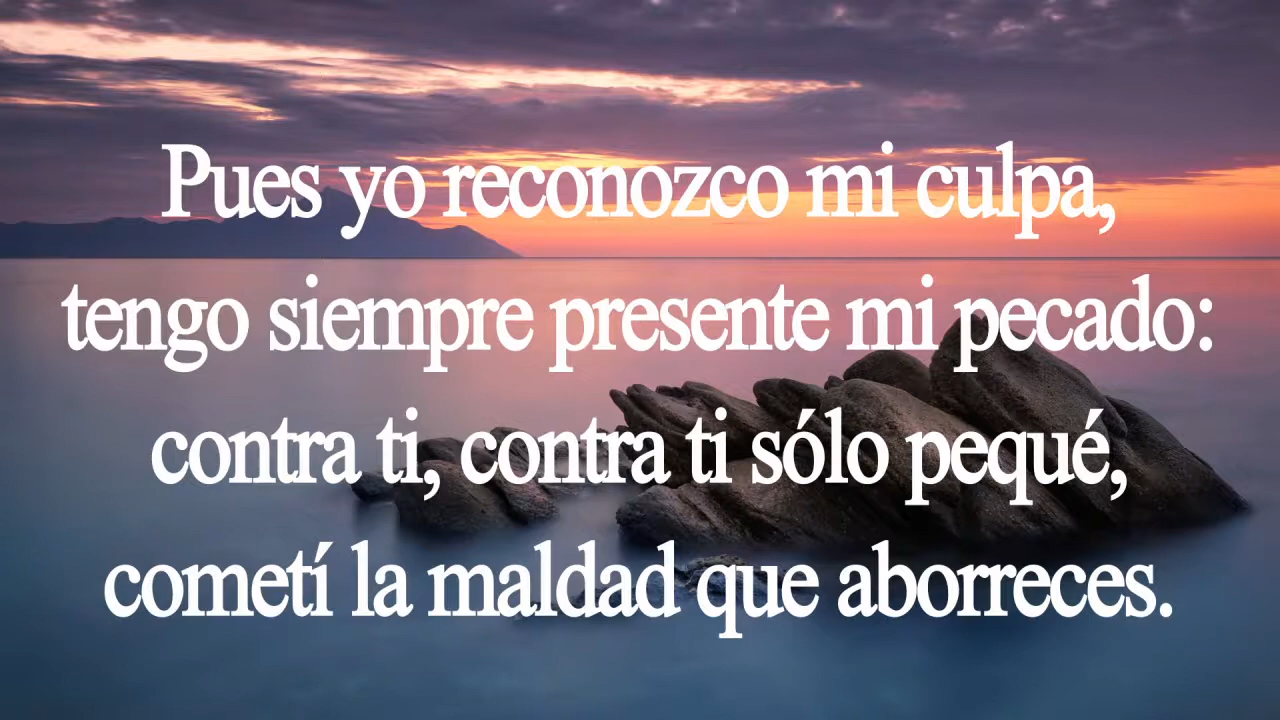 Pues yo reconozco mi culpa,
tengo siempre presente mi pecado:
contra ti, contra ti sólo pequé,
cometí la maldad que aborreces.